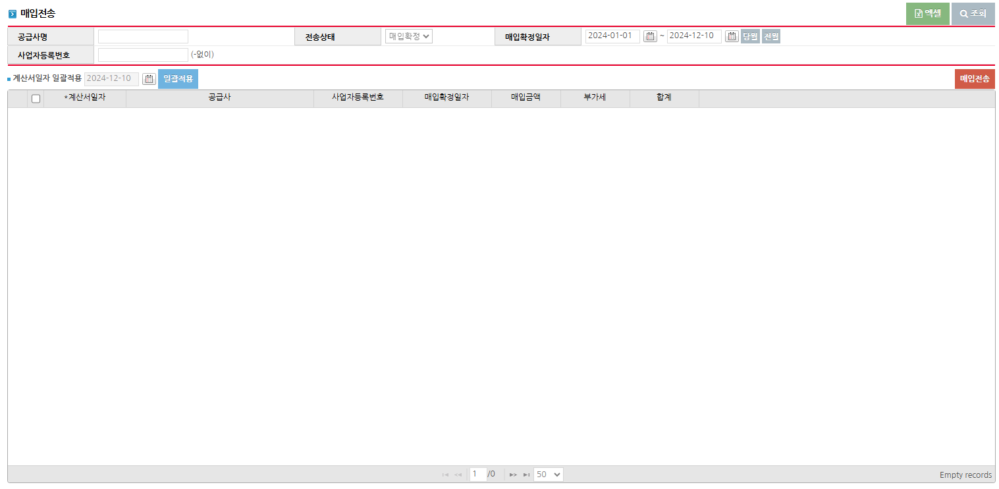 매입전송 엑셀 조회
공급사명 전송상태 매입확정 매입확정일자 2024-01-01 ~ 2024-12-10 당월 전월
사업자등록번호 (-없이)
계산서일자 일괄적용 2024-12-10 일괄적용 매입전송
*계산서일자 공급사 사업자등록번호 매입확정일자 매입금액 부가세 합계
1 /0 50 Empty records